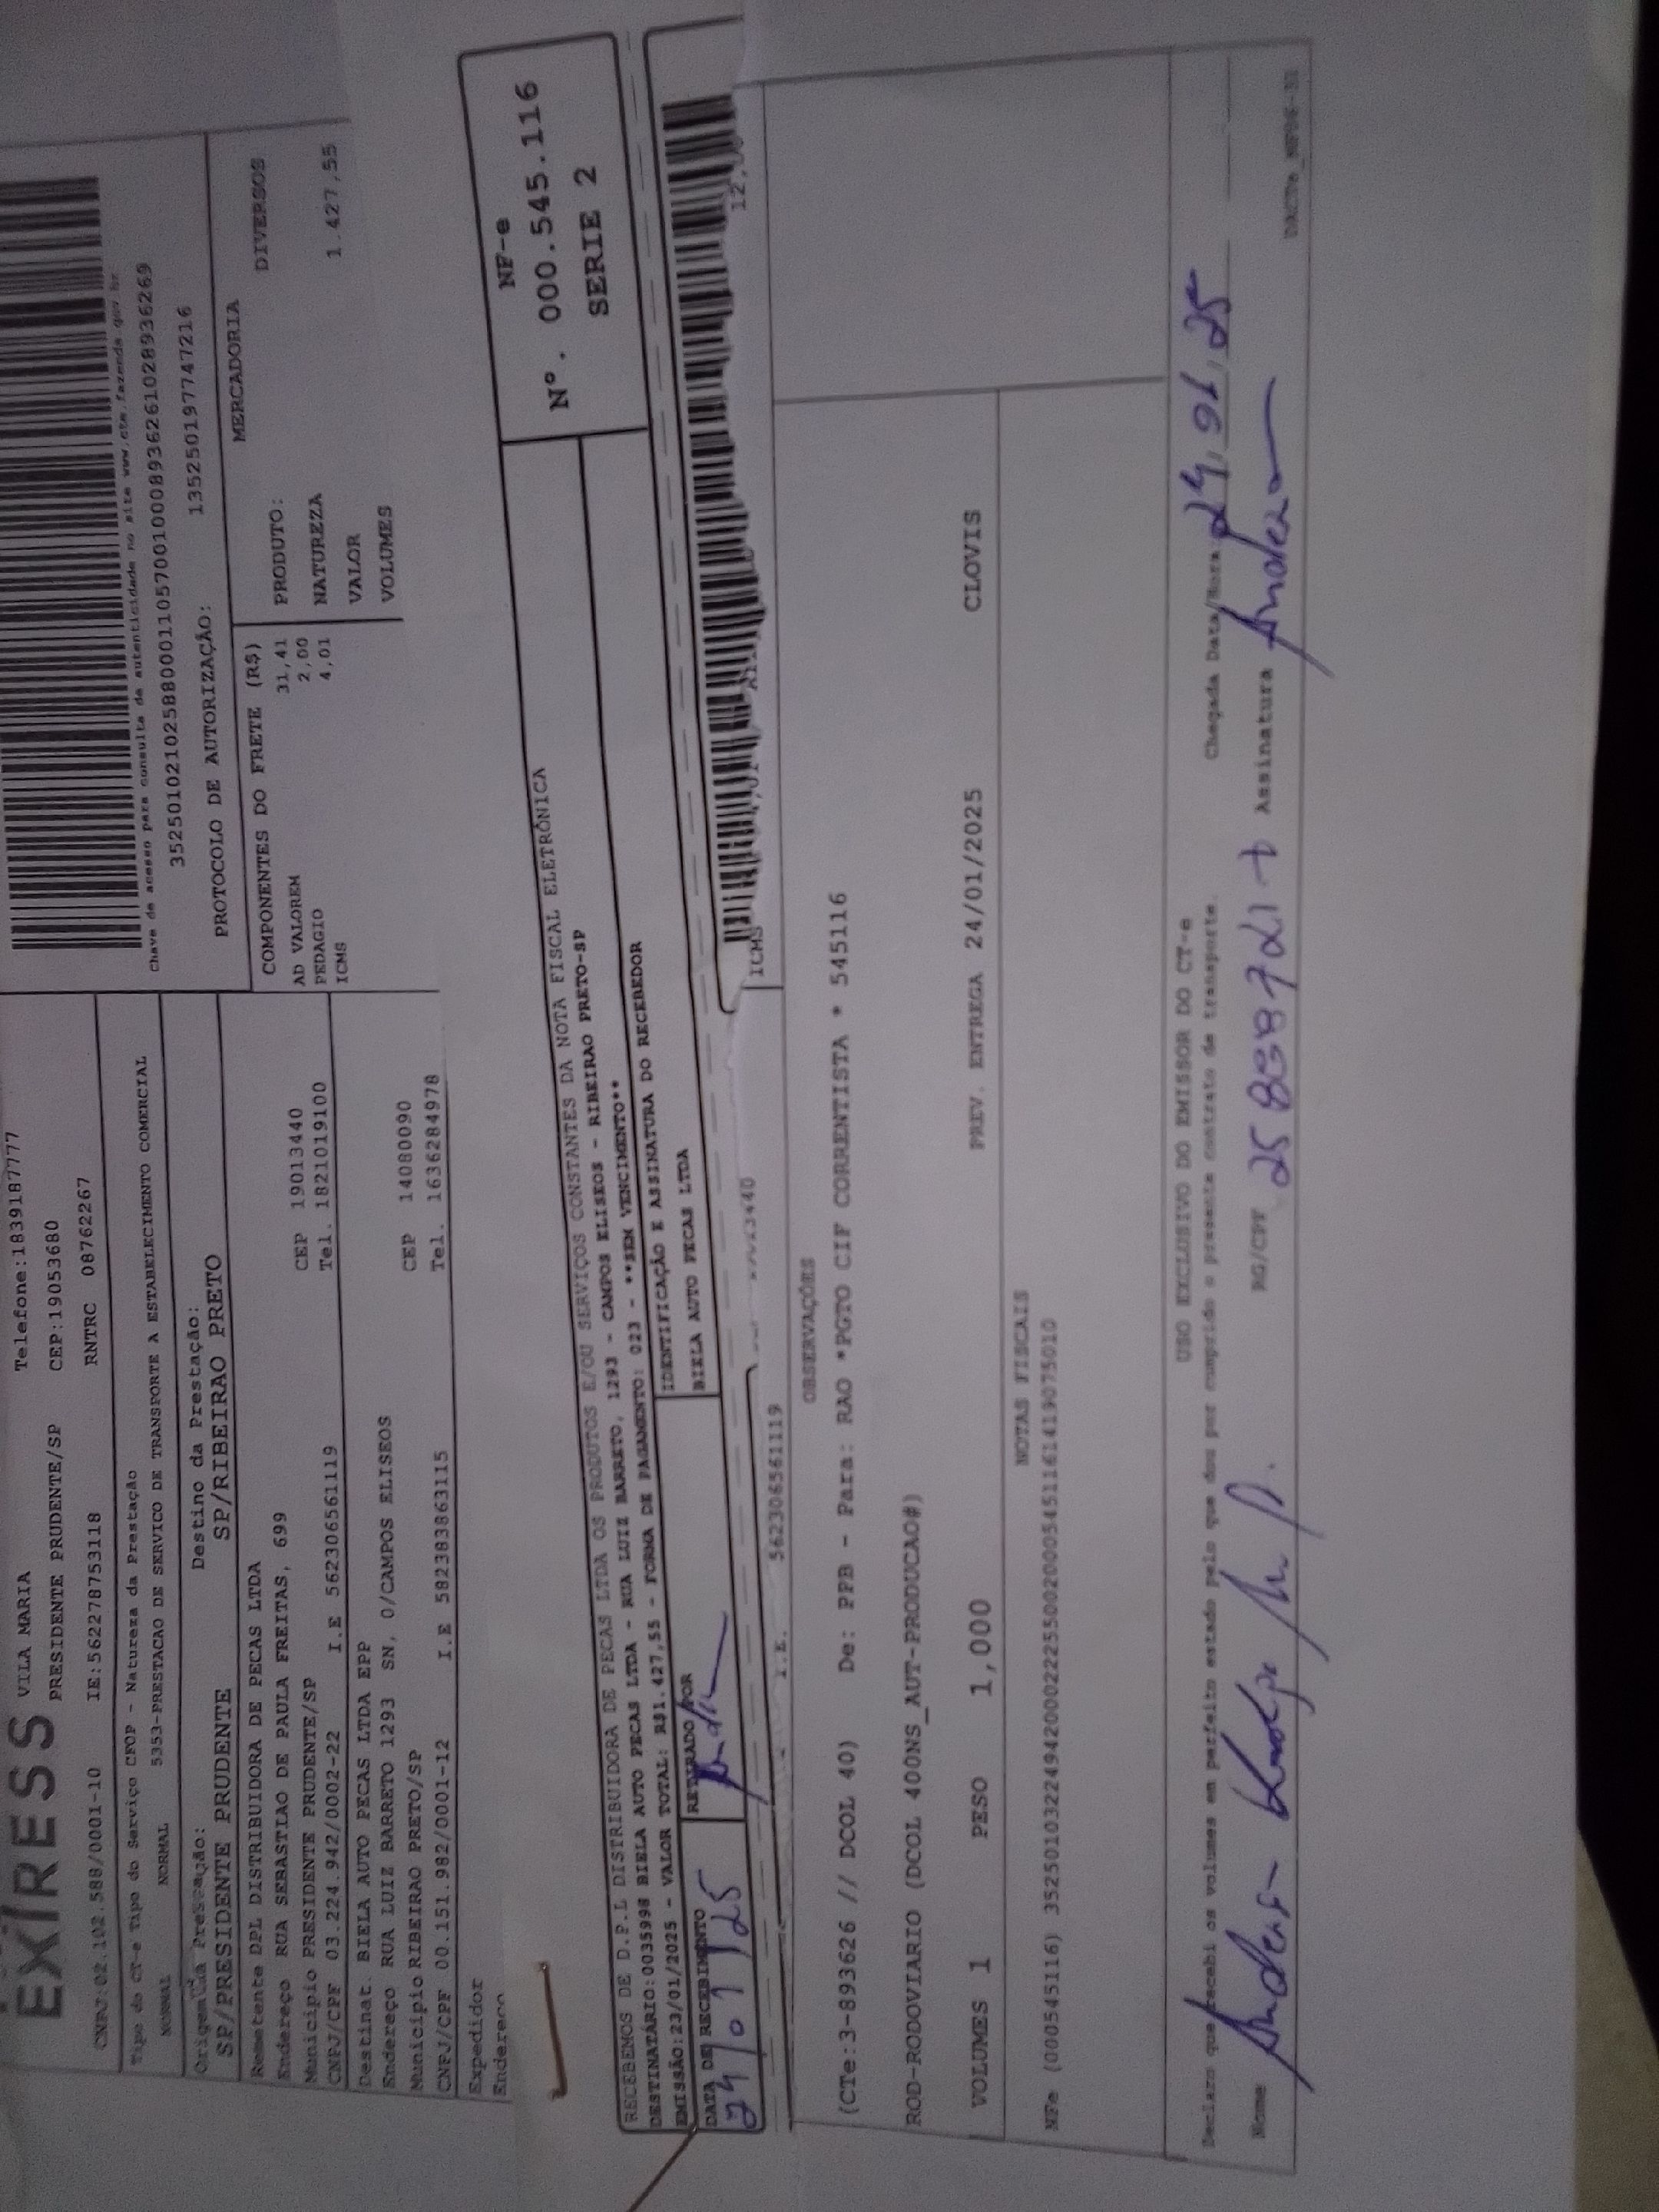 EXPRESS VILA MARIA Telefone:1839187777
PRESIDENTE PRUDENTE/SP CEP:19053680
CNPJ:02.102.588/0001-10 IE:562278753118 RNTRC 08762267
Tipo do CT-e Tipo do Serviço CFOP - Natureza da Prestação
NORMAL NORMAL 5353-PRESTACAO DE SERVICO DE TRANSPORTE A ESTABELECIMENTO COMERCIAL
Origem da Prestação: Destino da Prestação:
SP/PRESIDENTE PRUDENTE SP/RIBEIRAO PRETO
Remetente DPL DISTRIBUIDORA DE PECAS LTDA
Endereço RUA SEBASTIAO DE PAULA FREITAS, 699 CEP 19013440
Município PRESIDENTE PRUDENTE/SP Tel. 1821019100
CNPJ/CPF 03.224.942/0002-22 I.E 562306561119
Destinat. BIELA AUTO PECAS LTDA EPP
Endereço RUA LUIZ BARRETO 1293 SN, 0/CAMPOS ELISEOS CEP 14080090
Município RIBEIRAO PRETO/SP Tel. 1636284978
CNPJ/CPF 00.151.982/0001-12 I.E 582383863115
Expedidor
Endereço
Chave de acesso para consulta de autenticidade no site www.cte.fazenda.gov.br
35250102102588000110570010008936261028936269
PROTOCOLO DE AUTORIZAÇÃO: 135250197747216
COMPONENTES DO FRETE (R$) MERCADORIA
AD VALOREM 31,41 PRODUTO: DIVERSOS
PEDAGIO 2,00 NATUREZA
ICMS 4,01 VALOR 1.427,55
VOLUMES
RECEBEMOS DE D.P.L DISTRIBUIDORA DE PECAS LTDA OS PRODUTOS E/OU SERVIÇOS CONSTANTES DA NOTA FISCAL ELETRÔNICA
DESTINATÁRIO:0035998 BIELA AUTO PECAS LTDA - RUA LUIZ BARRETO, 1293 - CAMPOS ELISEOS - RIBEIRAO PRETO-SP
EMISSÃO:23/01/2025 - VALOR TOTAL: R$1.427,55 - FORMA DE PAGAMENTO: 023 - **SEM VENCIMENTO**
NF-e
Nº. 000.545.116
SERIE 2
DATA DE RECEBIMENTO RETIRADO POR IDENTIFICAÇÃO E ASSINATURA DO RECEBEDOR
24/01/25 BIELA AUTO PECAS LTDA
I.E. 562306561119 ICMS
OBSERVAÇÕES
(CTe:3-893626 // DCOL 40) De: PPB - Para: RAO *PGTO CIF CORRENTISTA * 545116
ROD-RODOVIARIO (DCOL 400NS_AUT-PRODUCAO#)
VOLUMES 1 PESO 1,000 PREV. ENTREGA 24/01/2025 CLOVIS
NOTAS FISCAIS
NFe (000545116) 35250103224942000222550020005451161419075010
USO EXCLUSIVO DO EMISSOR DO CT-e
Declaro que recebi os volumes em perfeito estado pelo que dou por cumprido o presente contrato de transporte. Chegada Data/Hora 24/01/25
Nome Anderson RG/CPF Assinatura Anderson